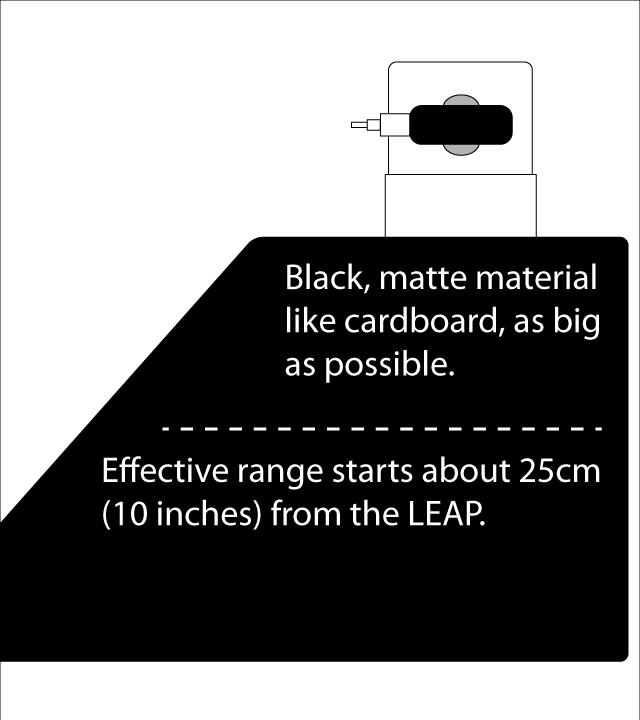 Black, matte material
like cardboard, as big
as possible.
Effective range starts about 25cm
(10 inches) from the LEAP.